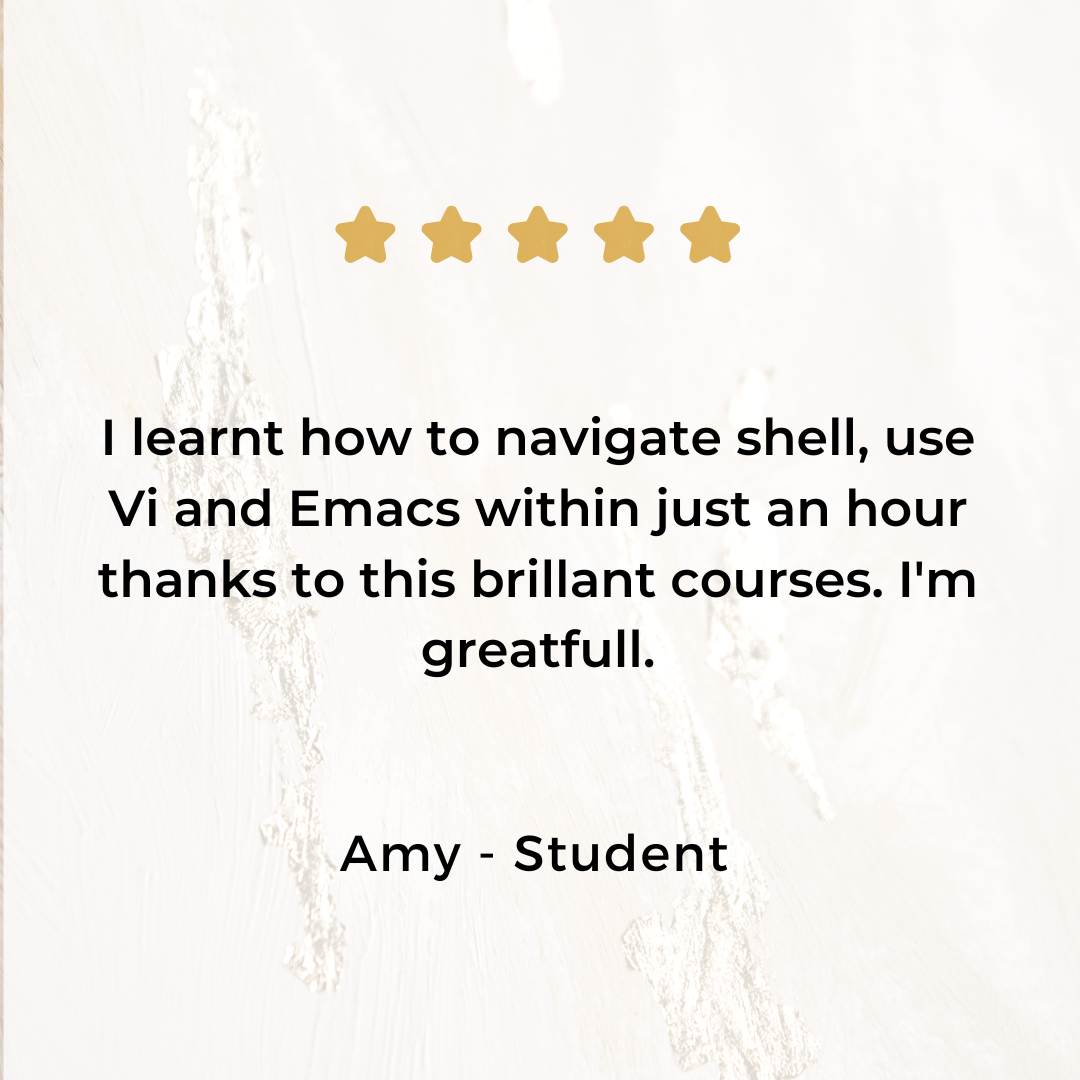 I learnt how to navigate shell, use
Vi and Emacs within just an hour
thanks to this brillant courses. I'm
greatfull.
Amy - Student